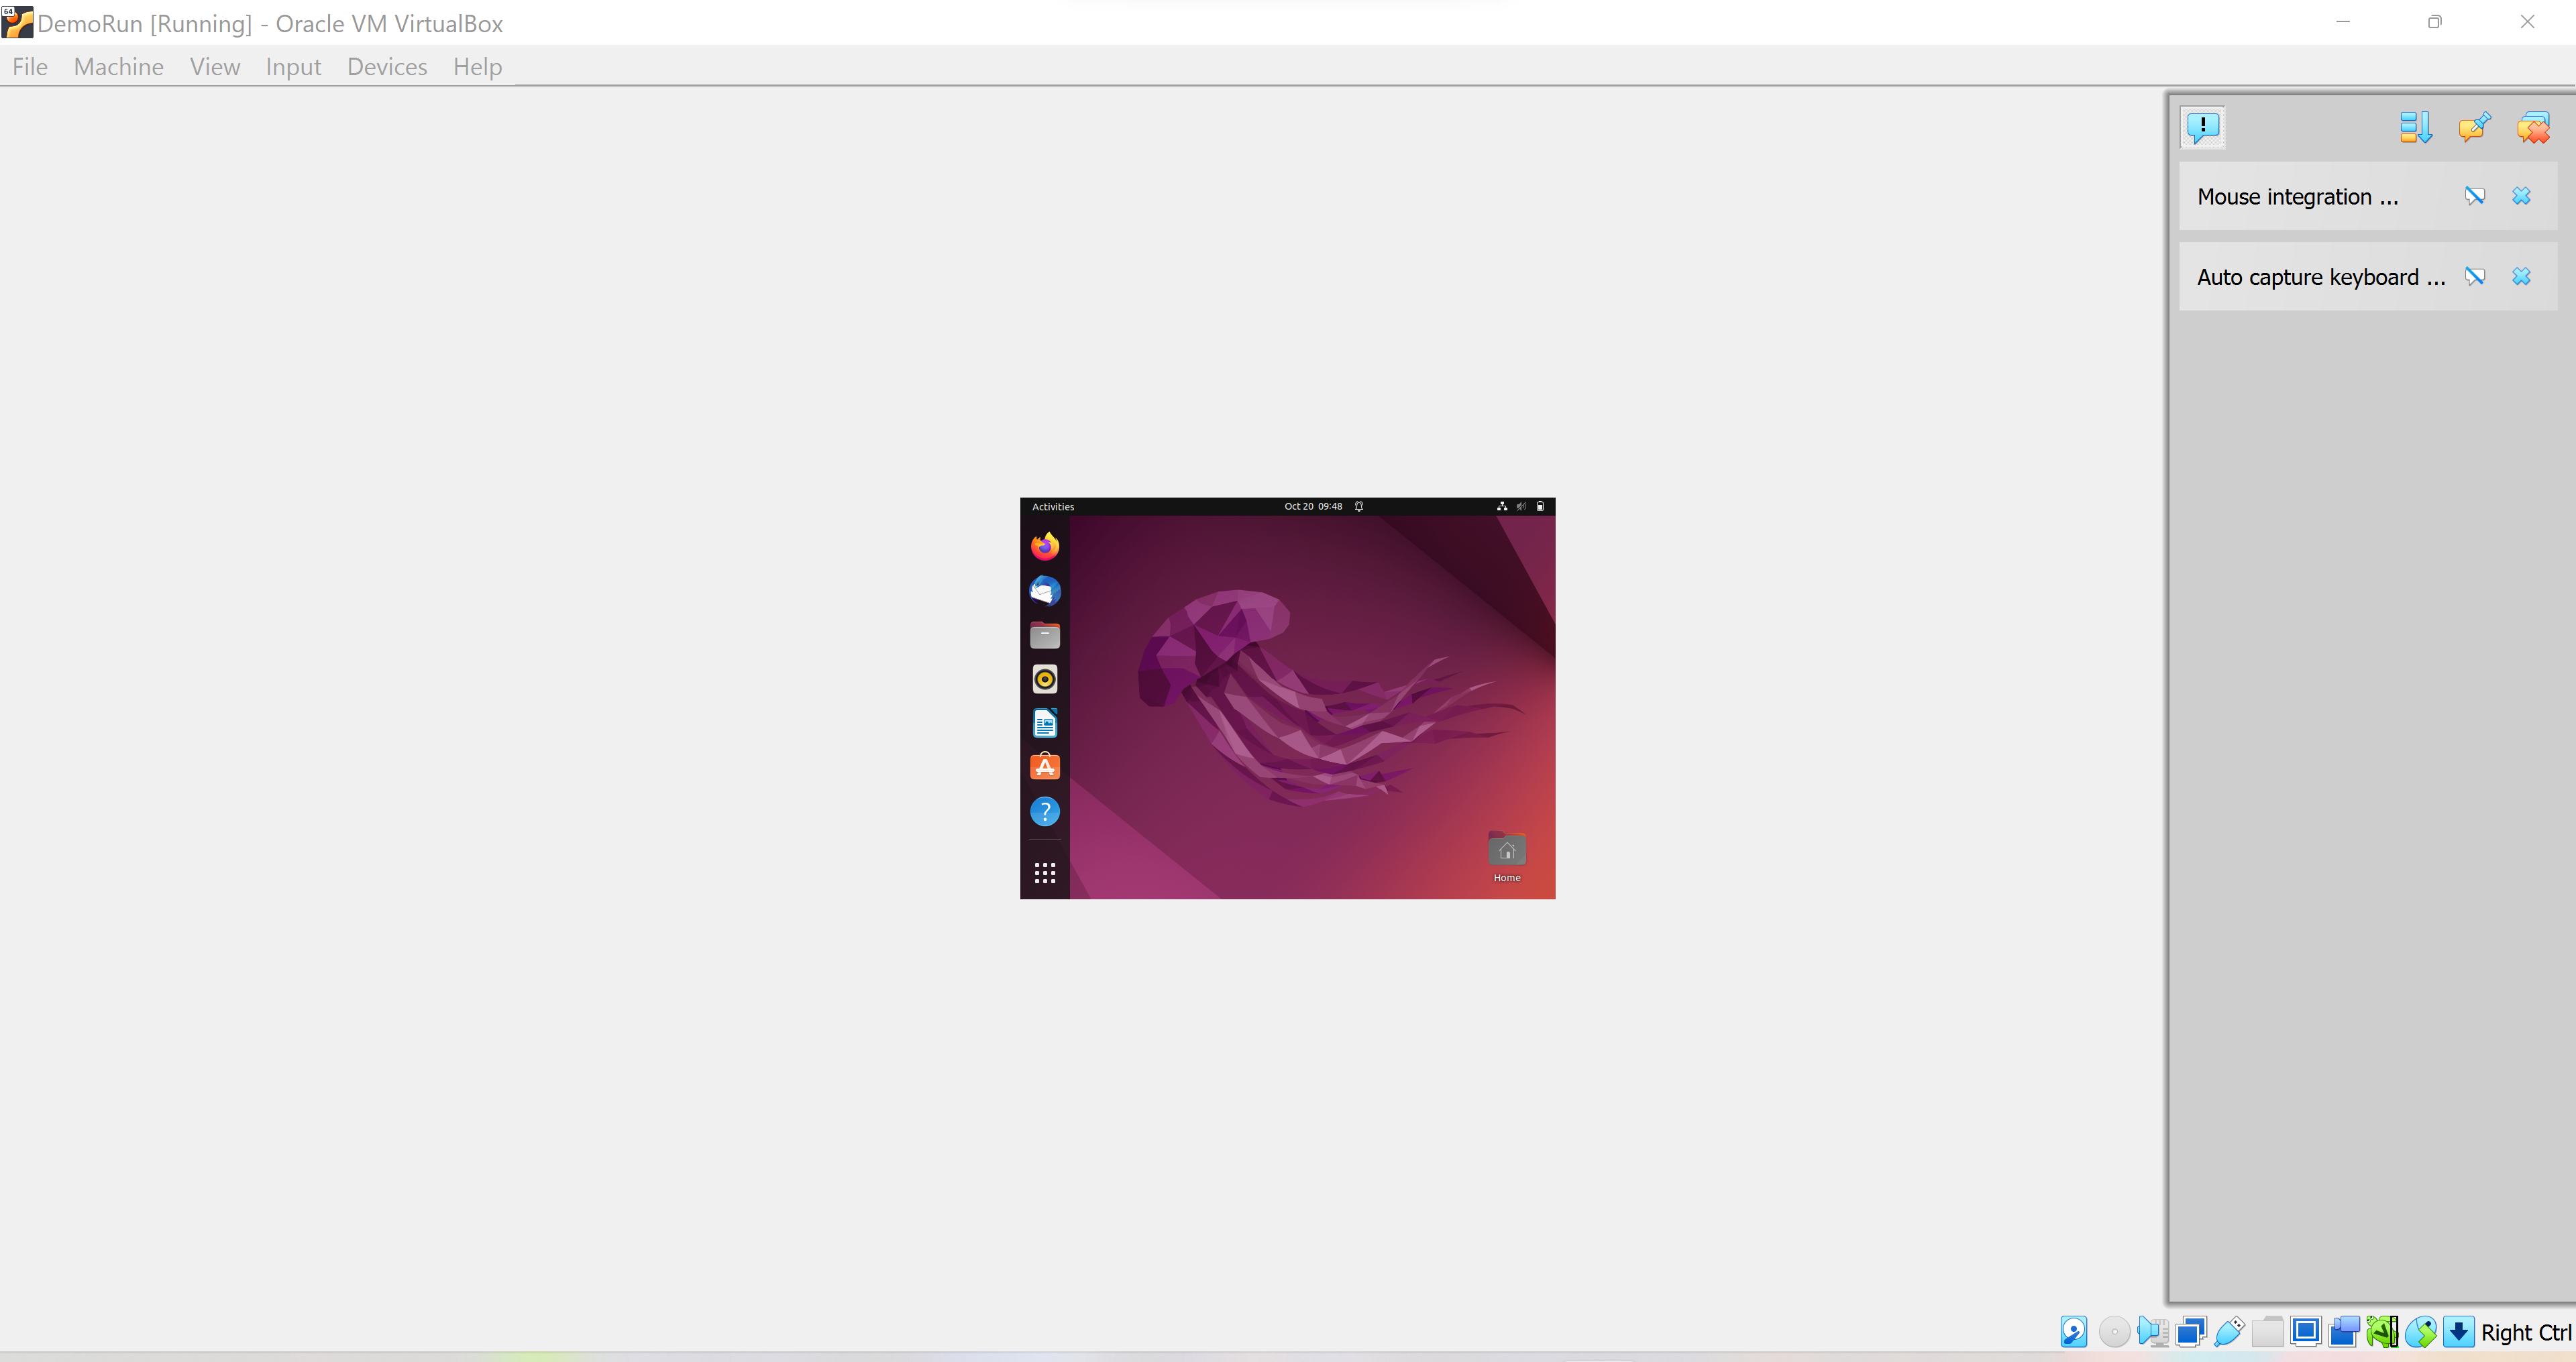 64
DemoRun [Running] - Oracle VM VirtualBox
File Machine View Input Devices Help
Mouse integration ...
Auto capture keyboard ...
Activities
Oct 20 09:48
Home
Right Ctrl